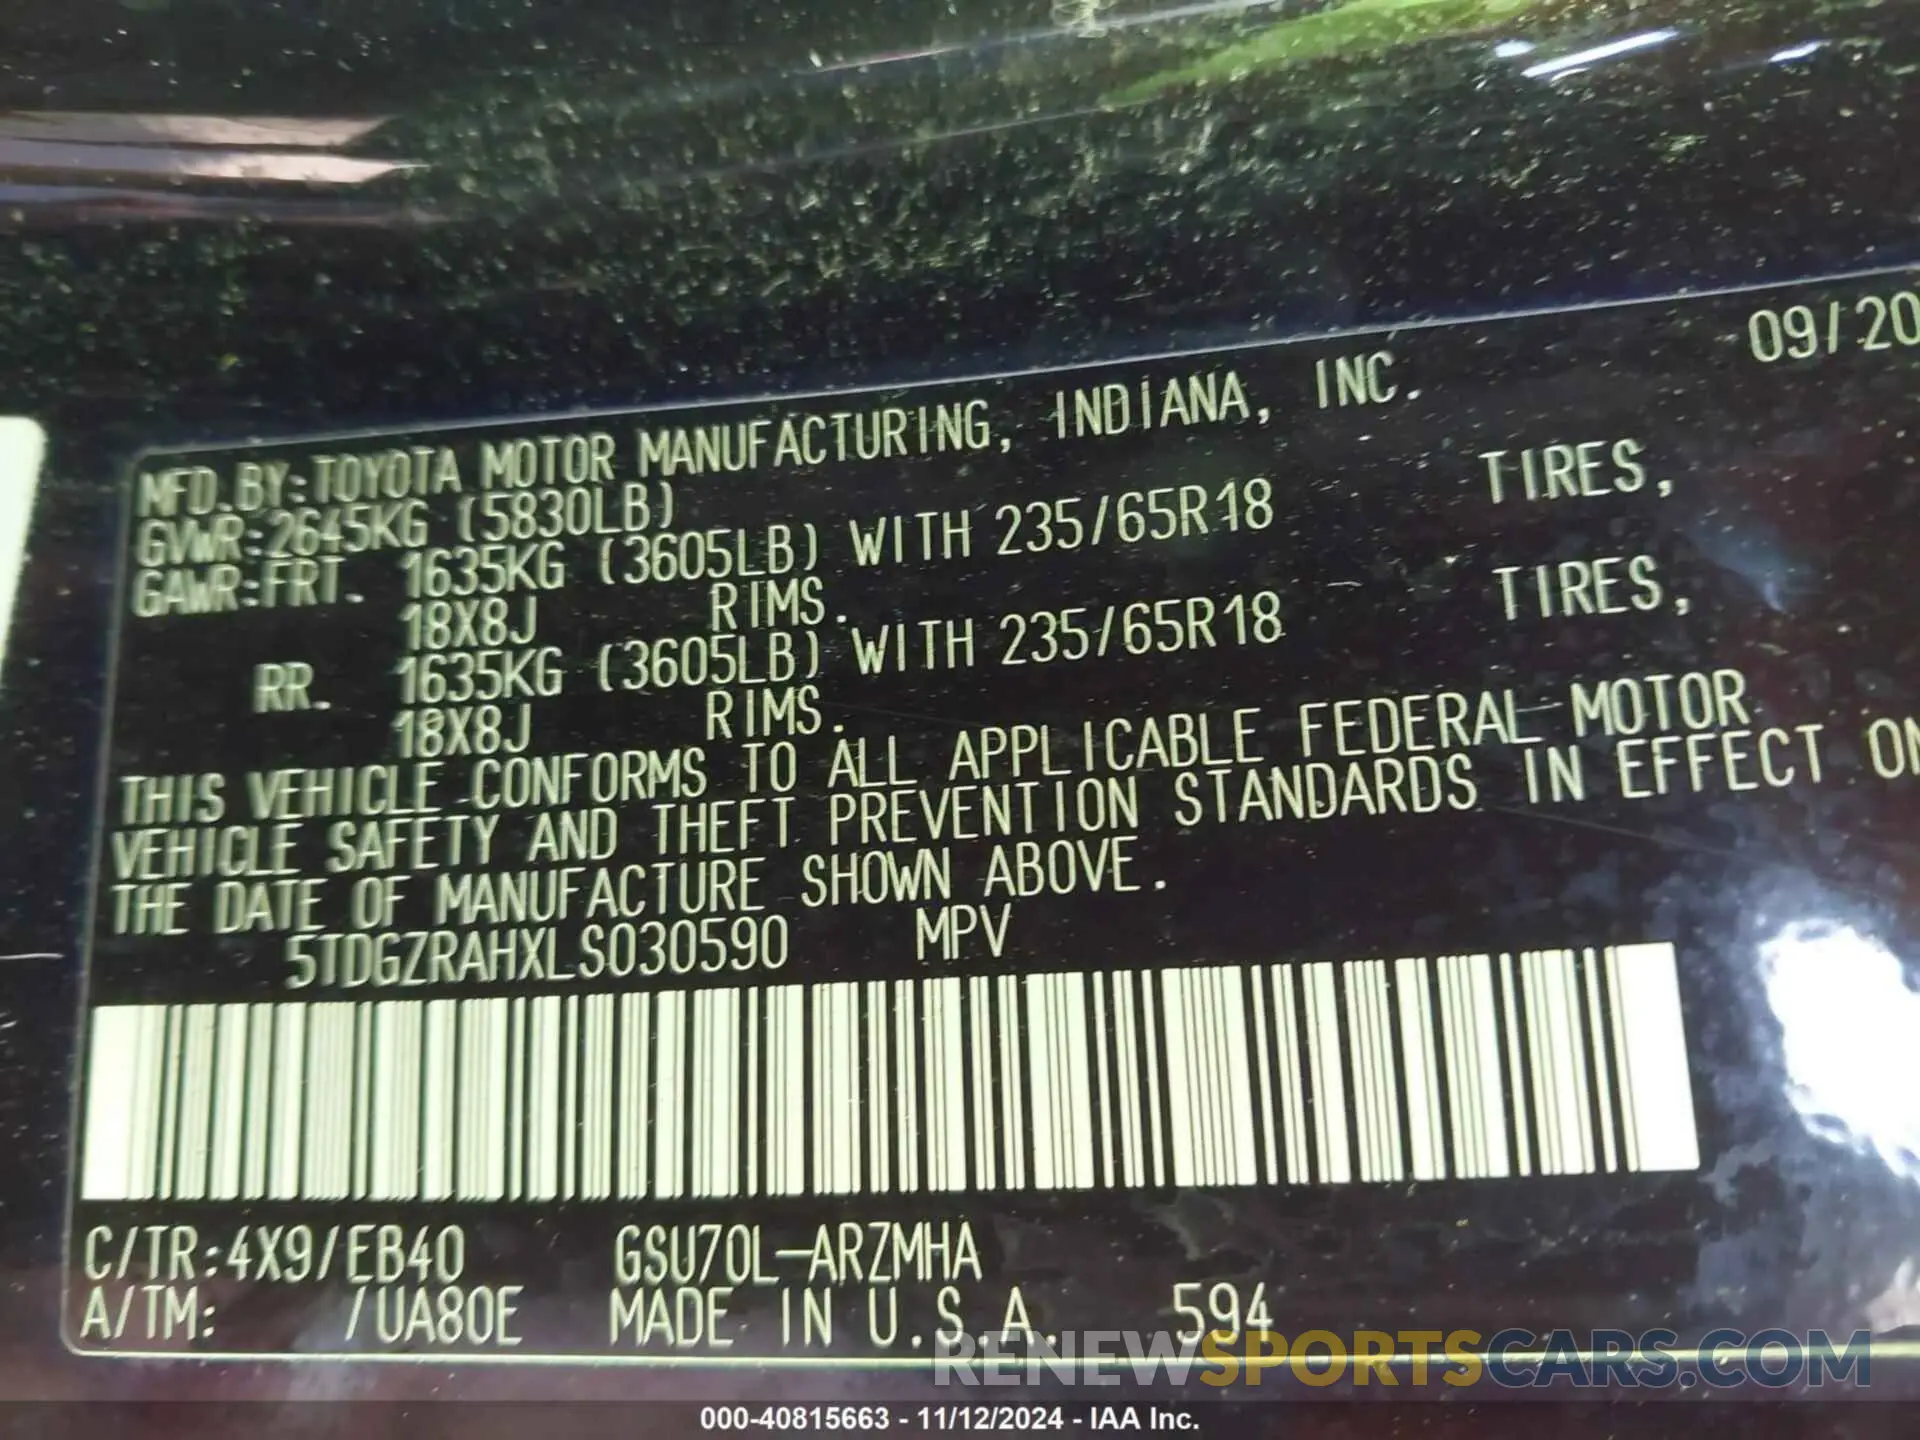 09/20
MFD.BY:TOYOTA MOTOR MANUFACTURING, INDIANA, INC.
GVWR:2645KG (5830LB)
GAWR:FRT. 1635KG (3605LB) WITH 235/65R18 TIRES,
18X8J RIMS.
RR. 1635KG (3605LB) WITH 235/65R18 TIRES,
18X8J RIMS.
THIS VEHICLE CONFORMS TO ALL APPLICABLE FEDERAL MOTOR
VEHICLE SAFETY AND THEFT PREVENTION STANDARDS IN EFFECT ON
THE DATE OF MANUFACTURE SHOWN ABOVE.
5TDGZRAHXLS030590 MPV
C/TR:4X9/EB40 GSU70L-ARZMHA
A/TM: /UA80E MADE IN U.S.A. 594
RENEWSPORTSCARS.COM
000-40815663 - 11/12/2024 - IAA Inc.